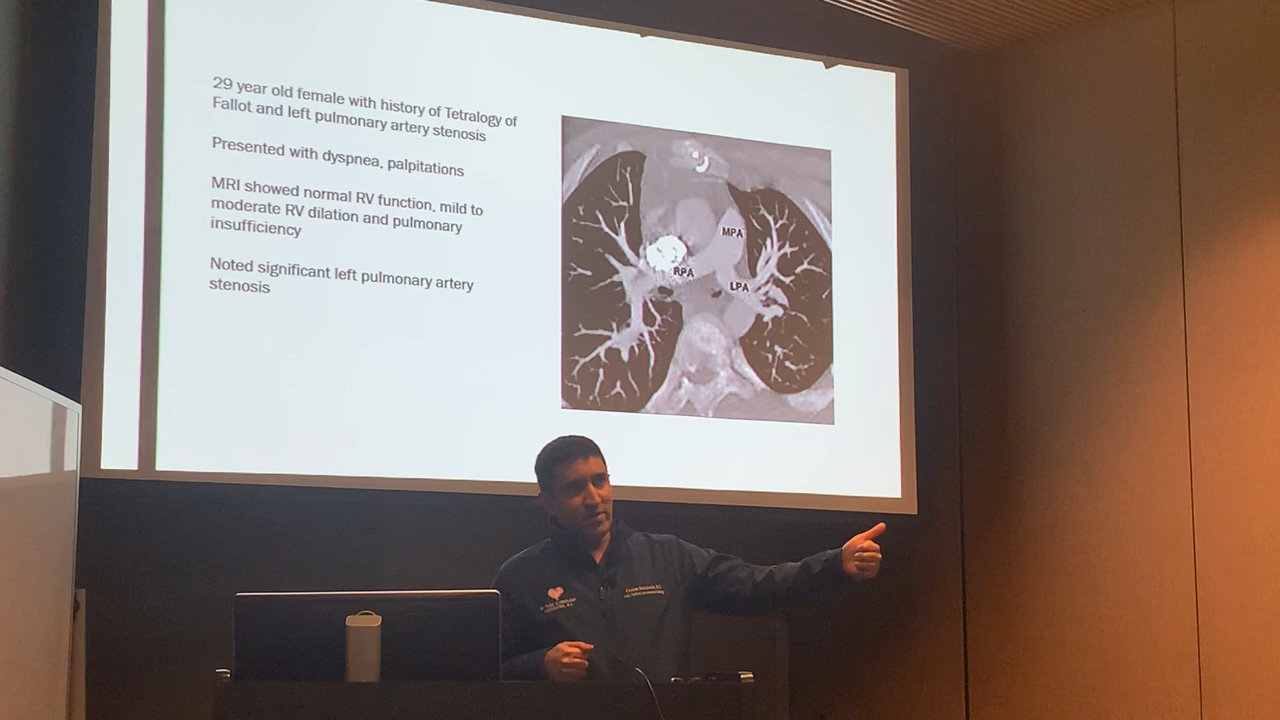 29 year old female with history of Tetralogy of
Fallot and left pulmonary artery stenosis
Presented with dyspnea, palpitations
MRI showed normal RV function, mild to
moderate RV dilation and pulmonary
insufficiency
Noted significant left pulmonary artery
stenosis
MPA
RPA
LPA